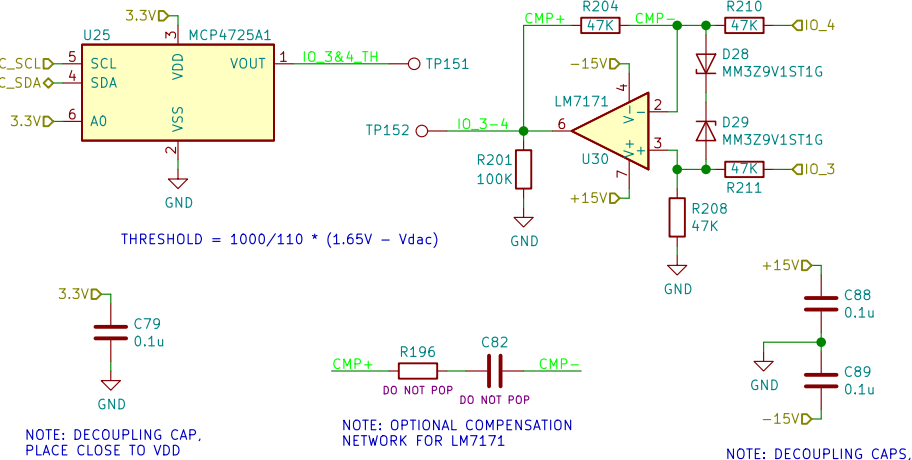 3.3V
U25
MCP4725A1
3
VDD
C_SCL
5
SCL
VOUT
1
IO_3&4_TH
TP151
C_SDA
4
SDA
3.3V
6
A0
VSS
2
GND
THRESHOLD = 1000/110 * (1.65V - Vdac)
R204
47K
CMP+
CMP-
R210
47K
IO_4
-15V
4
D28
MM3Z9V1ST1G
LM7171
V-
-
2
TP152
IO_3-4
6
D29
MM3Z9V1ST1G
+
3
V+
U30
7
R201
100K
+15V
47K
R211
IO_3
R208
47K
GND
GND
3.3V
C79
0.1u
GND
NOTE: DECOUPLING CAP,
PLACE CLOSE TO VDD
CMP+
R196
DO NOT POP
C82
DO NOT POP
CMP-
NOTE: OPTIONAL COMPENSATION
NETWORK FOR LM7171
+15V
C88
0.1u
GND
C89
0.1u
-15V
NOTE: DECOUPLING CAPS,